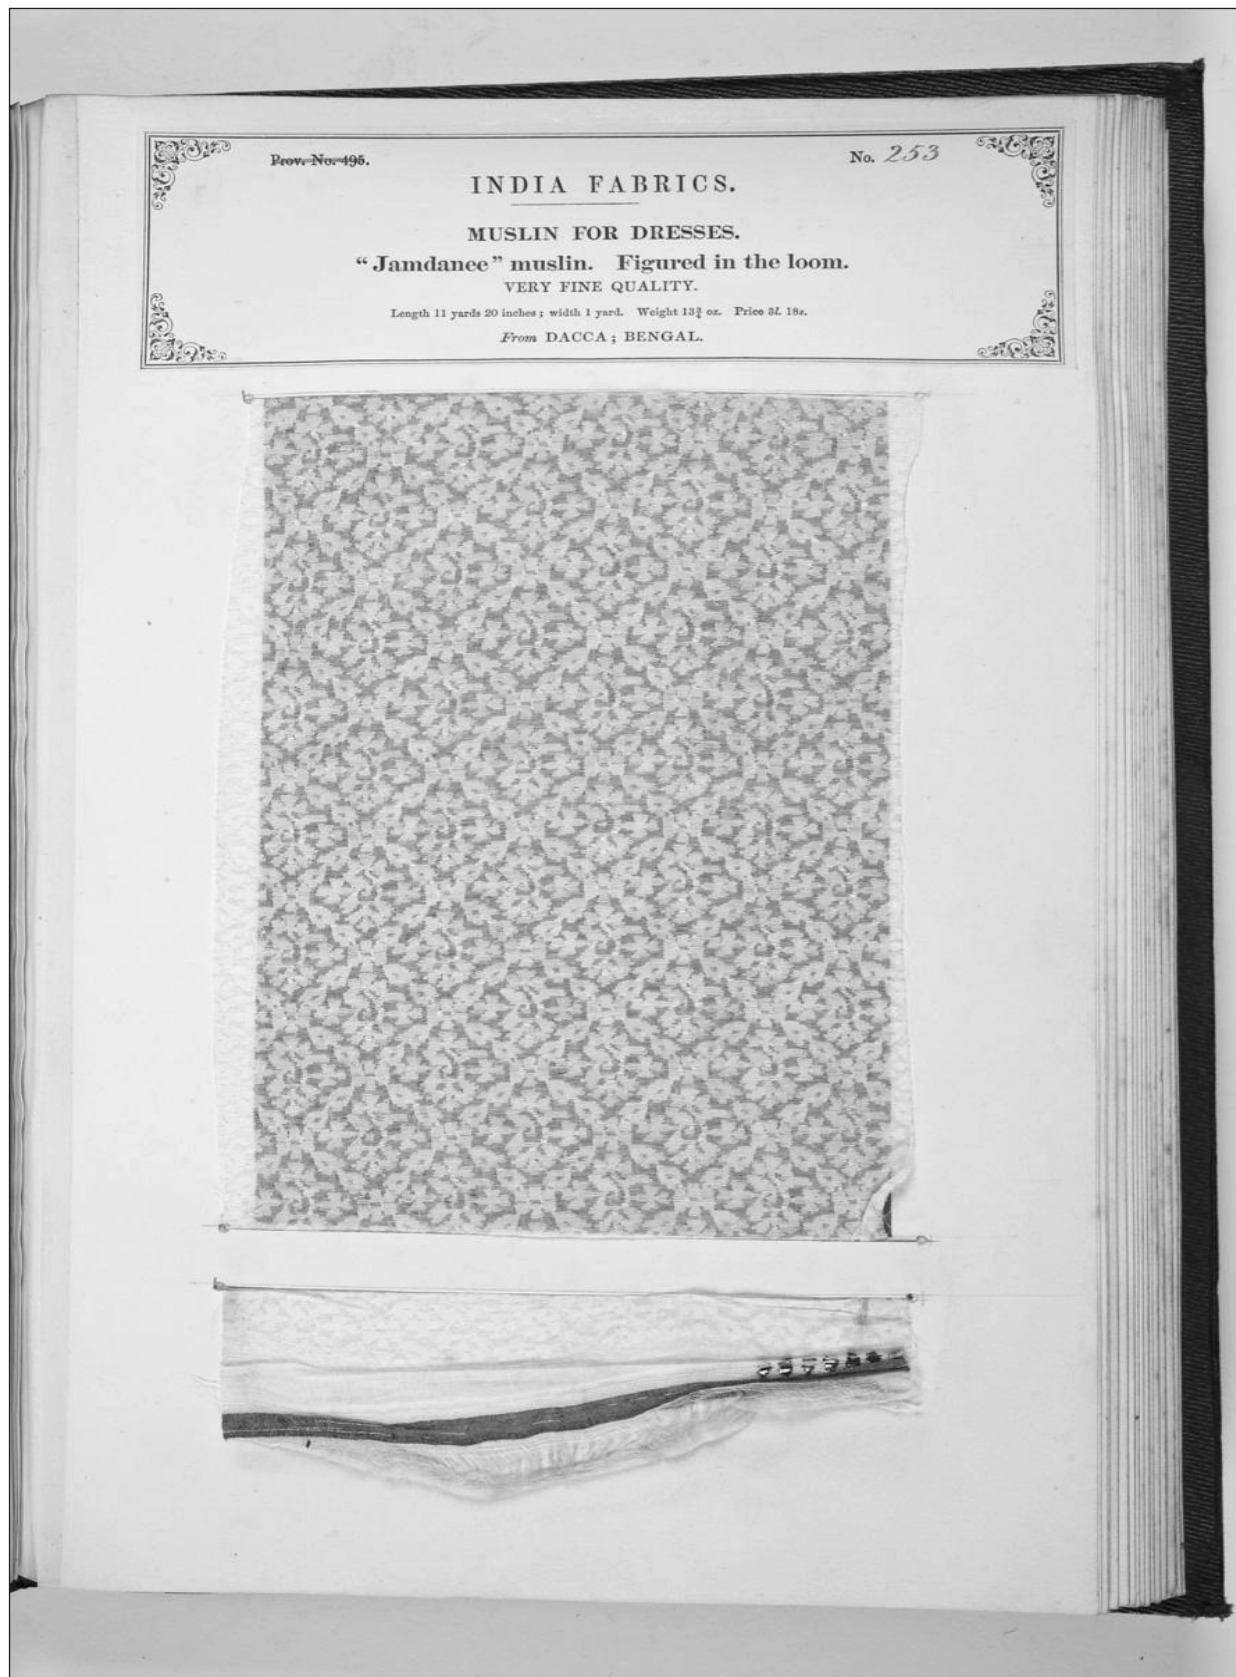 Prov. No. 495.
No. 253
INDIA FABRICS.
MUSLIN FOR DRESSES.
“Jamdanee” muslin. Figured in the loom.
VERY FINE QUALITY.
Length 11 yards 20 inches; width 1 yard. Weight 13¾ oz. Price 3l. 18s.
From DACCA; BENGAL.